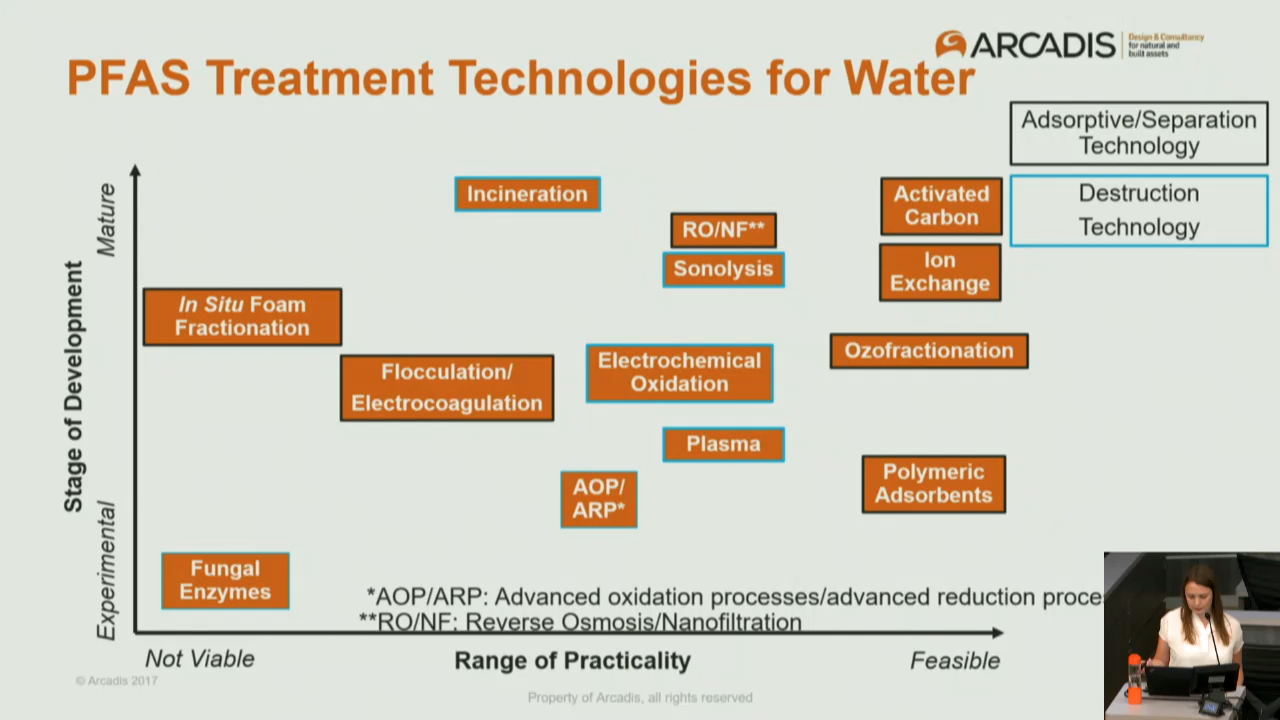 ARCADIS
Design & Consultancy
for natural and
built assets
PFAS Treatment Technologies for Water
Adsorptive/Separation
Technology
Destruction
Technology
Mature
Stage of Development
Experimental
Incineration
Activated
Carbon
RO/NF**
Sonolysis
Ion
Exchange
In Situ Foam
Fractionation
Ozofractionation
Flocculation/
Electrocoagulation
Electrochemical
Oxidation
Plasma
Polymeric
Adsorbents
AOP/
ARP*
Fungal
Enzymes
*AOP/ARP: Advanced oxidation processes/advanced reduction proce
**RO/NF: Reverse Osmosis/Nanofiltration
Not Viable
Range of Practicality
Feasible
© Arcadis 2017
Property of Arcadis, all rights reserved